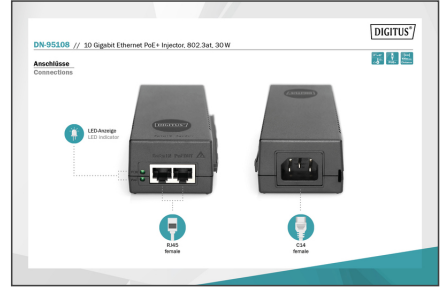 DIGITUS®
DN-95108 // 10 Gigabit Ethernet PoE+ Injector, 802.3at, 30 W
Anschlüsse
Connections
DIGITUS
LED-Anzeige
LED indicator
RJ45
female
C14
female